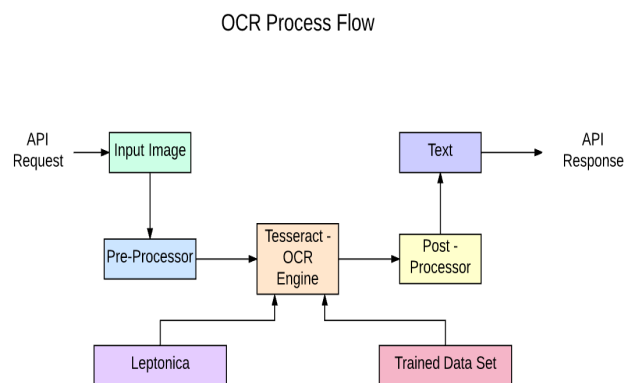 OCR Process Flow
API
Request
Input Image
Text
API
Response
Pre-Processor
Tesseract -
OCR
Engine
Post -
Processor
Leptonica
Trained Data Set